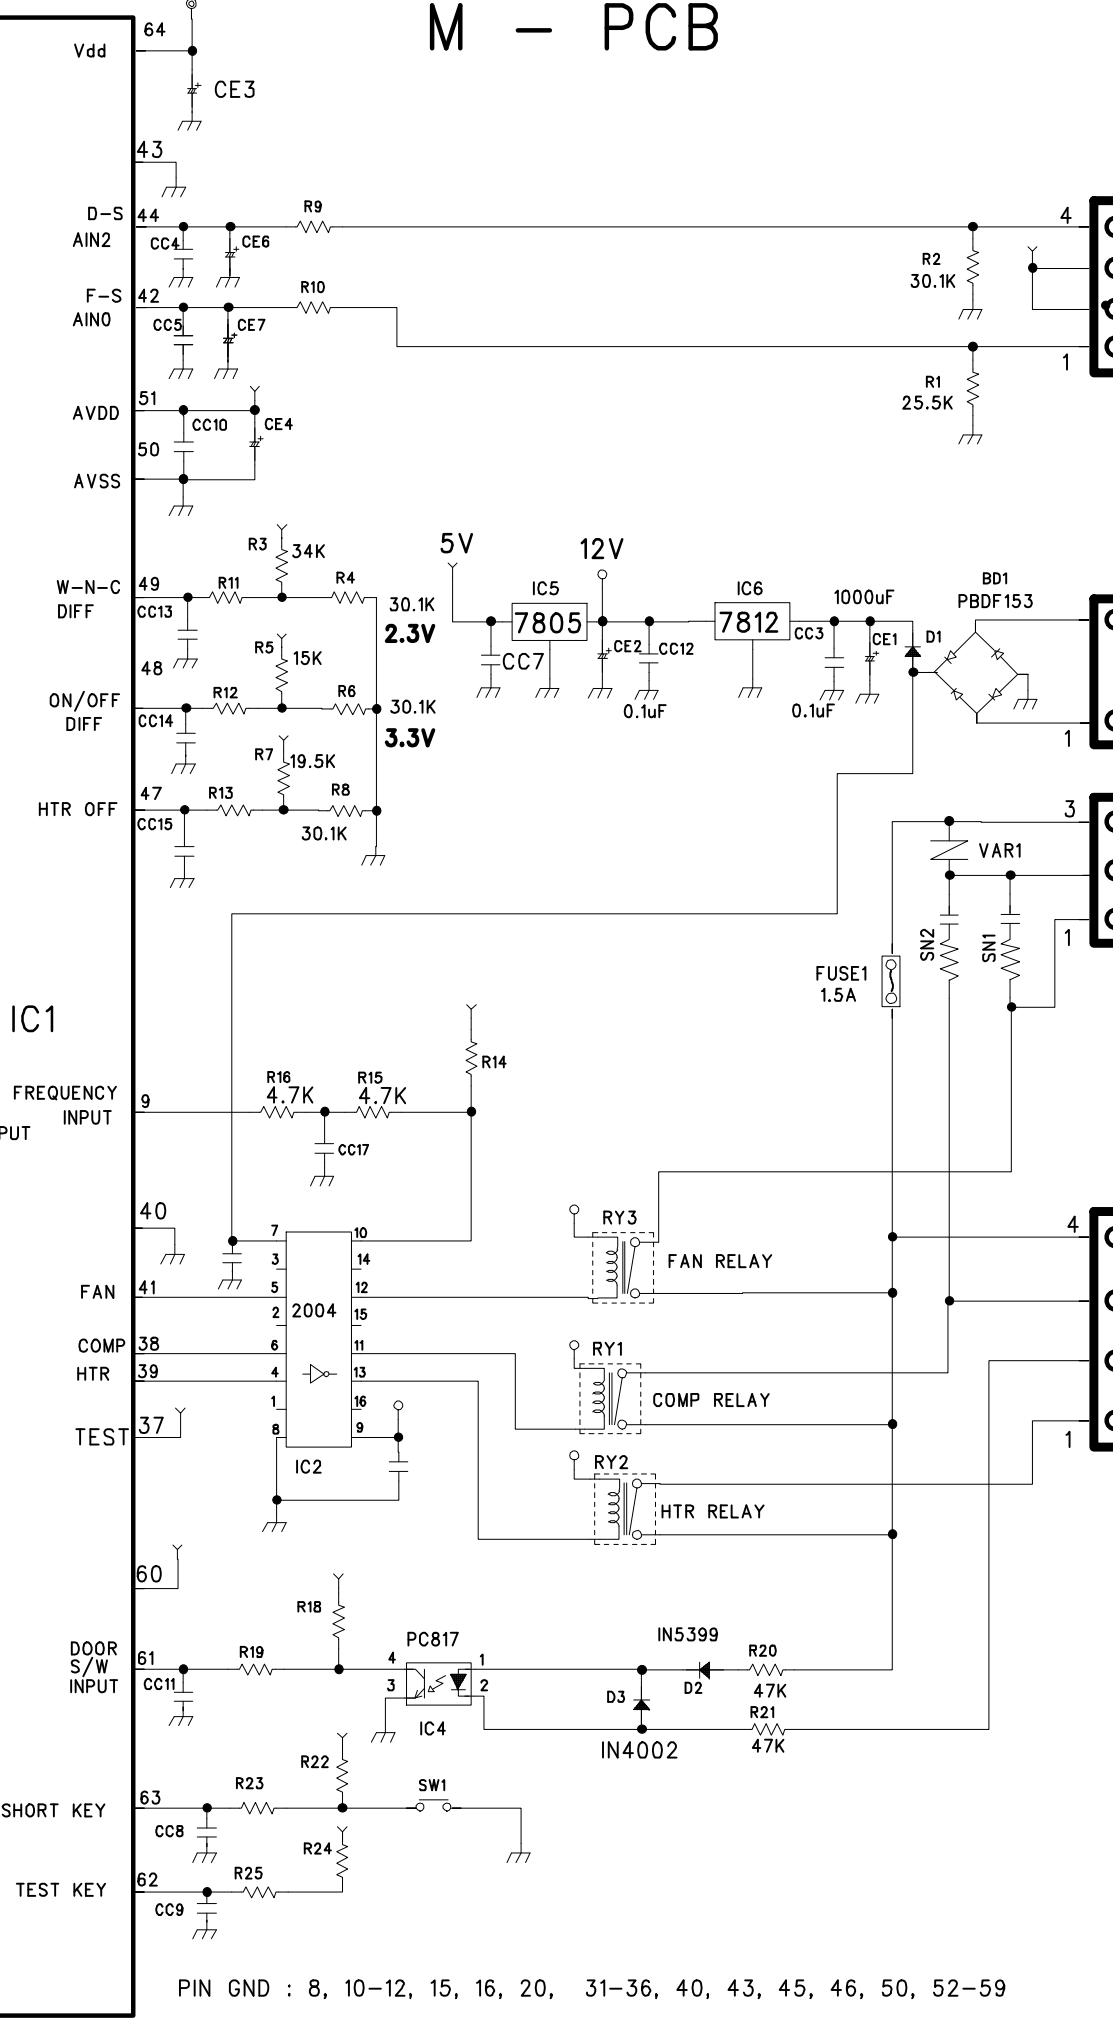 M - PCB
64
Vdd
CE3
43
D-S
44
AIN2
CC4
CE6
R9
4
R2
30.1K
F-S
42
AIN0
CC5
CE7
R10
1
R1
25.5K
51
AVDD
CC10
CE4
50
AVSS
R3
34K
W-N-C
49
DIFF
CC13
R11
R4
30.1K
2.3V
5V
12V
IC5
7805
IC6
7812
1000uF
BD1
PBDF153
CC7
CE2
CC12
0.1uF
CC3
0.1uF
CE1
D1
R5
15K
48
ON/OFF
DIFF
CC14
R12
R6
30.1K
3.3V
1
R7
19.5K
HTR OFF
47
CC15
R13
R8
30.1K
3
VAR1
SN2
SN1
1
FUSE1
1.5A
IC1
R14
FREQUENCY
INPUT
9
R16
4.7K
R15
4.7K
PUT
CC17
40
7
10
RY3
FAN RELAY
4
3
14
FAN
41
5
12
2004
2
15
COMP
38
6
11
RY1
COMP RELAY
HTR
39
4
13
1
16
TEST
37
8
9
1
IC2
RY2
HTR RELAY
60
R18
DOOR
S/W
INPUT
61
CC11
R19
PC817
4
3
1
2
IC4
IN5399
D2
R20
47K
D3
IN4002
R21
47K
R22
SHORT KEY
63
CC8
R23
SW1
R24
TEST KEY
62
CC9
R25
PIN GND : 8, 10-12, 15, 16, 20, 31-36, 40, 43, 45, 46, 50, 52-59